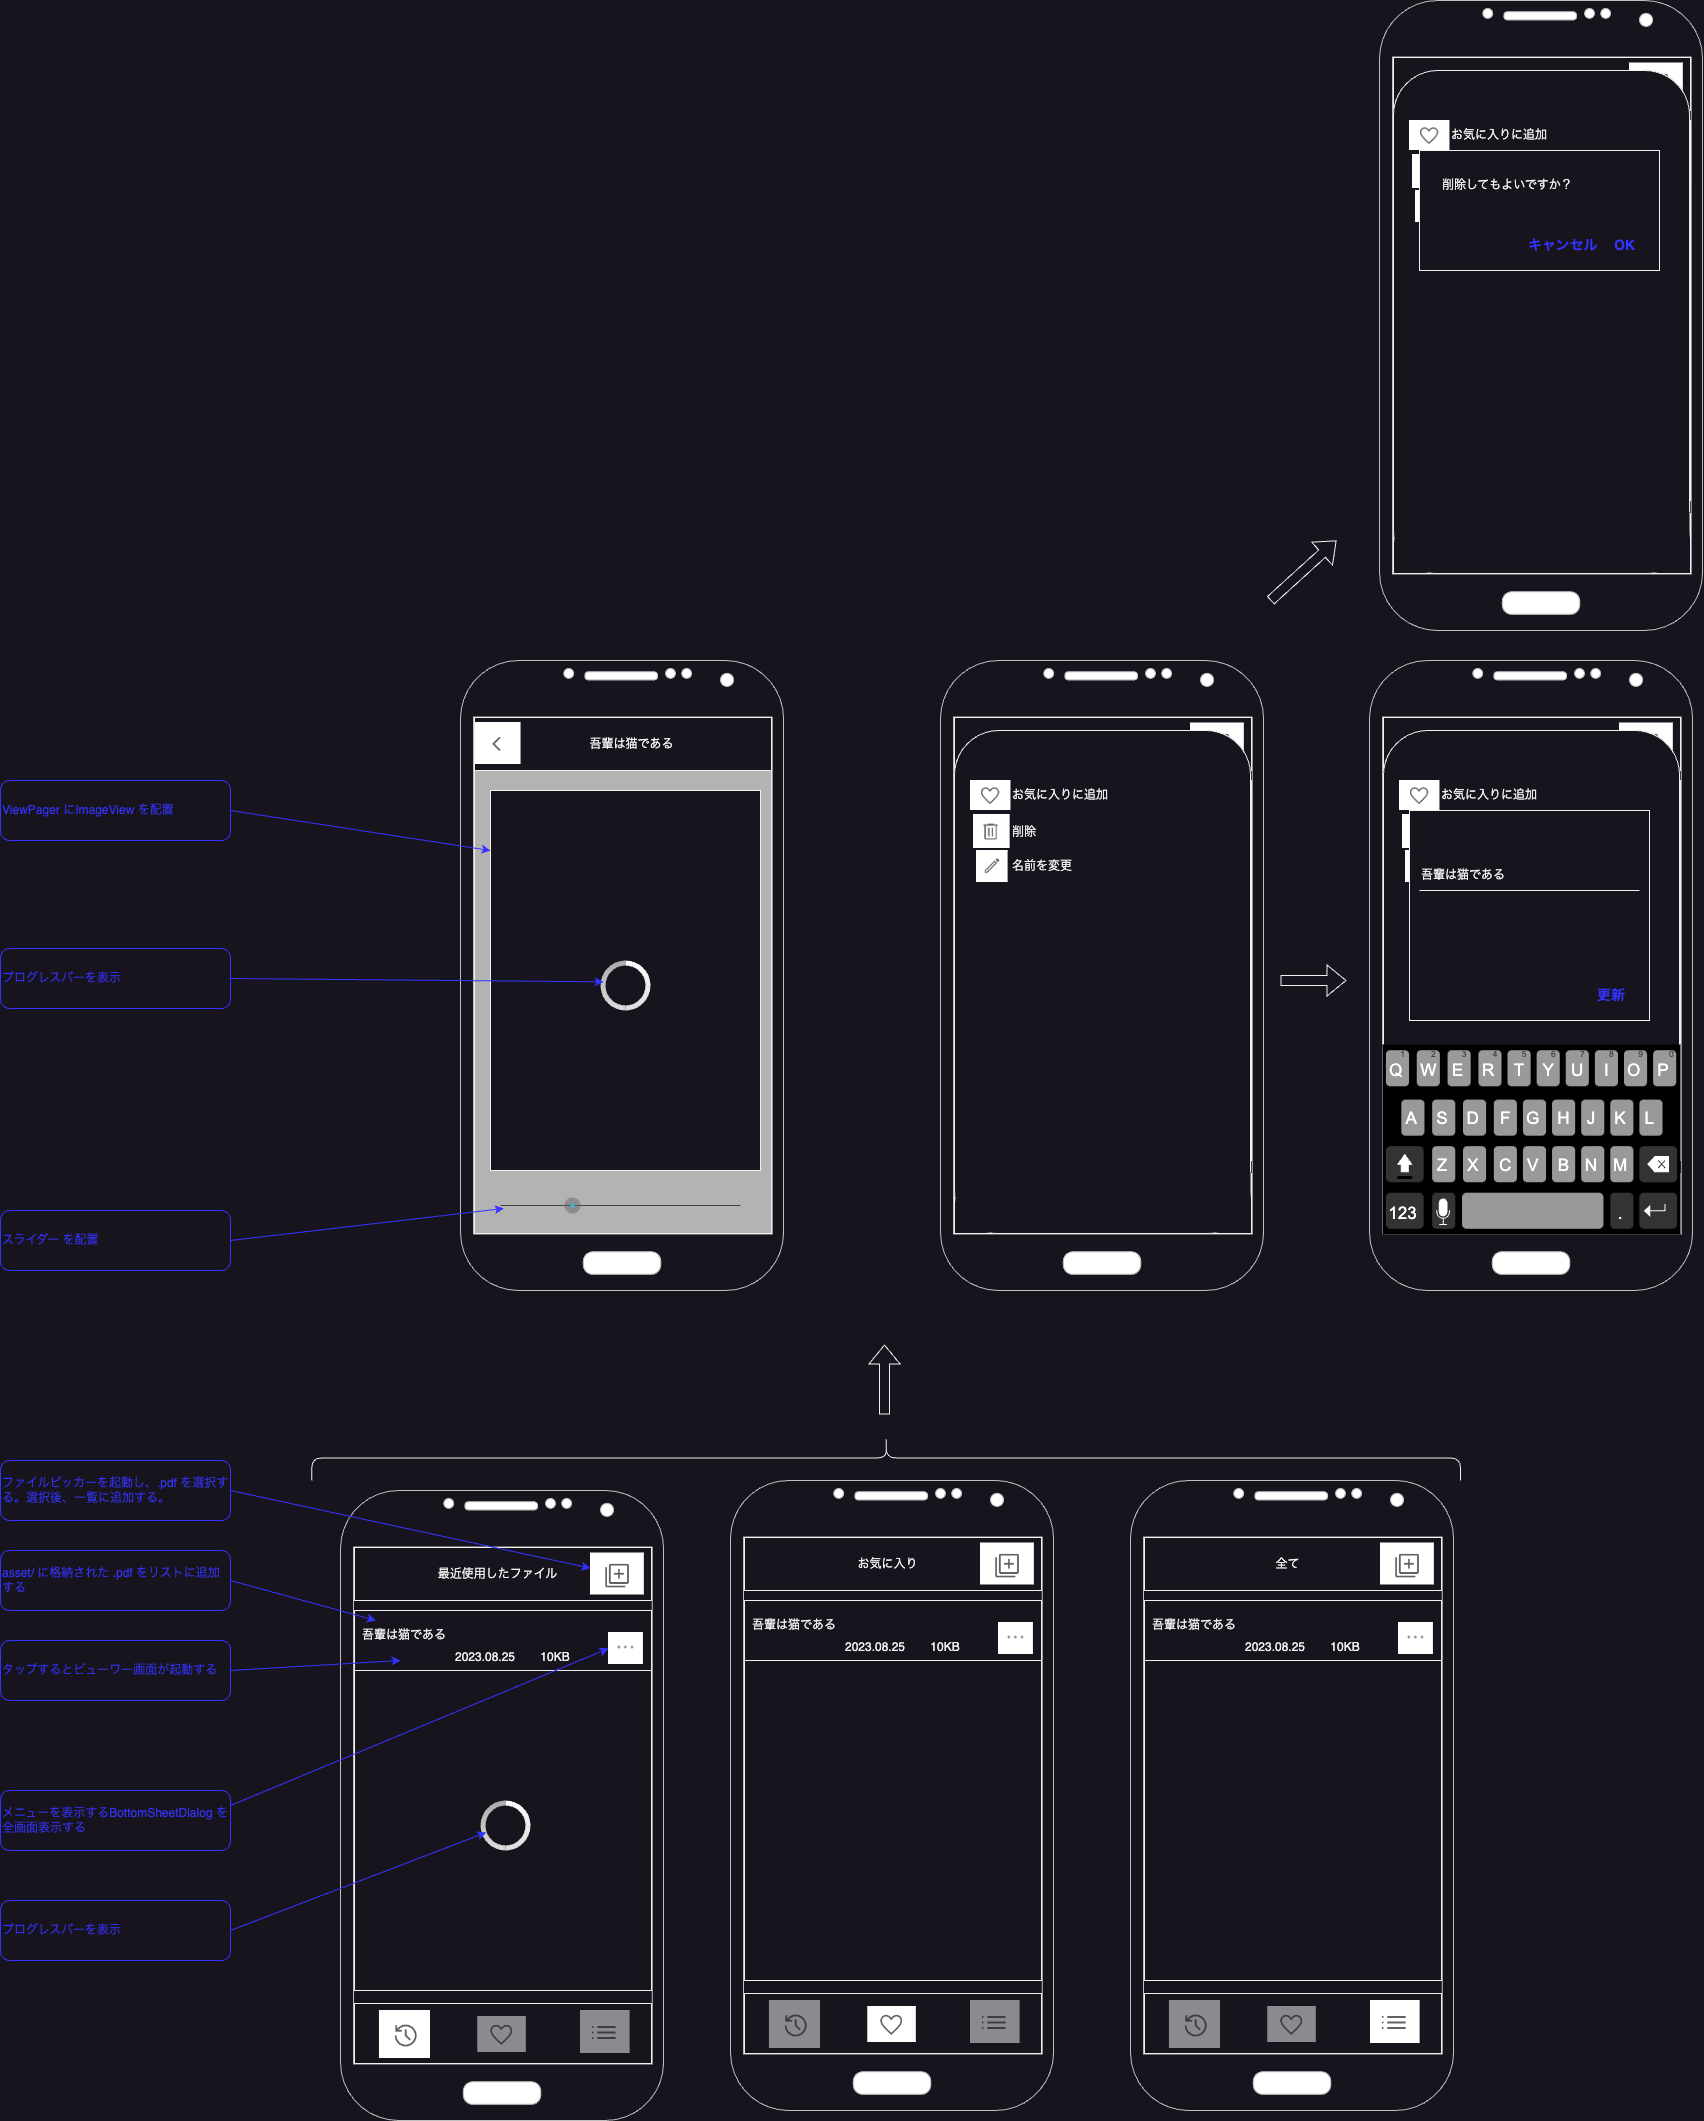 お気に入りに追加
削除してもよいですか？
キャンセル OK
吾輩は猫である
ViewPager にImageView を配置
プログレスバーを表示
スライダー を配置
お気に入りに追加
削除
名前を変更
お気に入りに追加
吾輩は猫である
更新
1 2 3 4 5 6 7 8 9 0
Q W E R T Y U I O P
A S D F G H J K L
Z X C V B N M
123 .
ファイルピッカーを起動し、.pdf を選択す
る。選択後、一覧に追加する。
asset/ に格納された .pdf をリストに追加
する
タップするとビューワー画面が起動する
メニューを表示するBottomSheetDialog を
全画面表示する
プログレスバーを表示
最近使用したファイル
吾輩は猫である
2023.08.25 10KB
お気に入り
吾輩は猫である
2023.08.25 10KB
全て
吾輩は猫である
2023.08.25 10KB